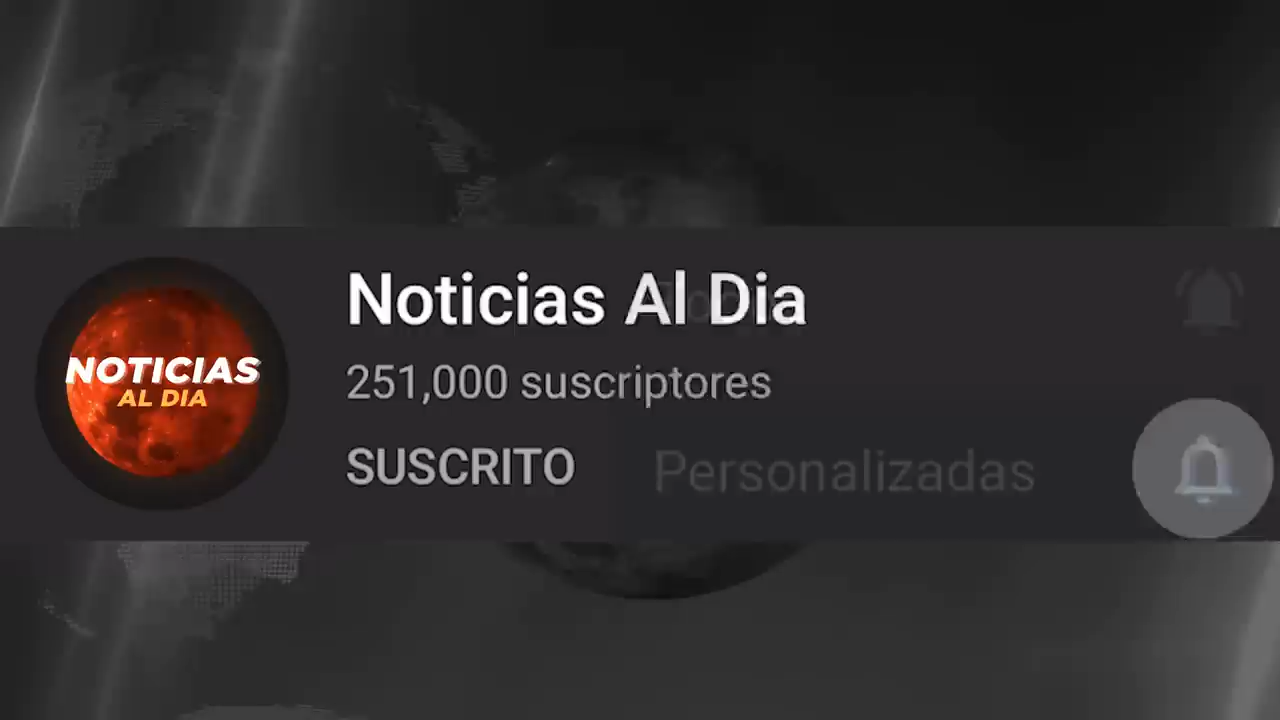 NOTICIAS
AL DIA
Noticias Al Dia
251,000 suscriptores
SUSCRITO
Personalizadas